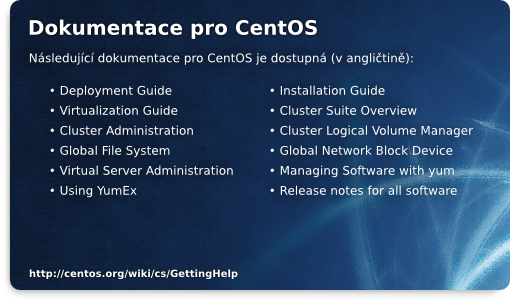 Dokumentace pro CentOS
Následující dokumentace pro CentOS je dostupná (v angličtině):
• Deployment Guide
• Virtualization Guide
• Cluster Administration
• Global File System
• Virtual Server Administration
• Using YumEx
• Installation Guide
• Cluster Suite Overview
• Cluster Logical Volume Manager
• Global Network Block Device
• Managing Software with yum
• Release notes for all software
http://centos.org/wiki/cs/GettingHelp